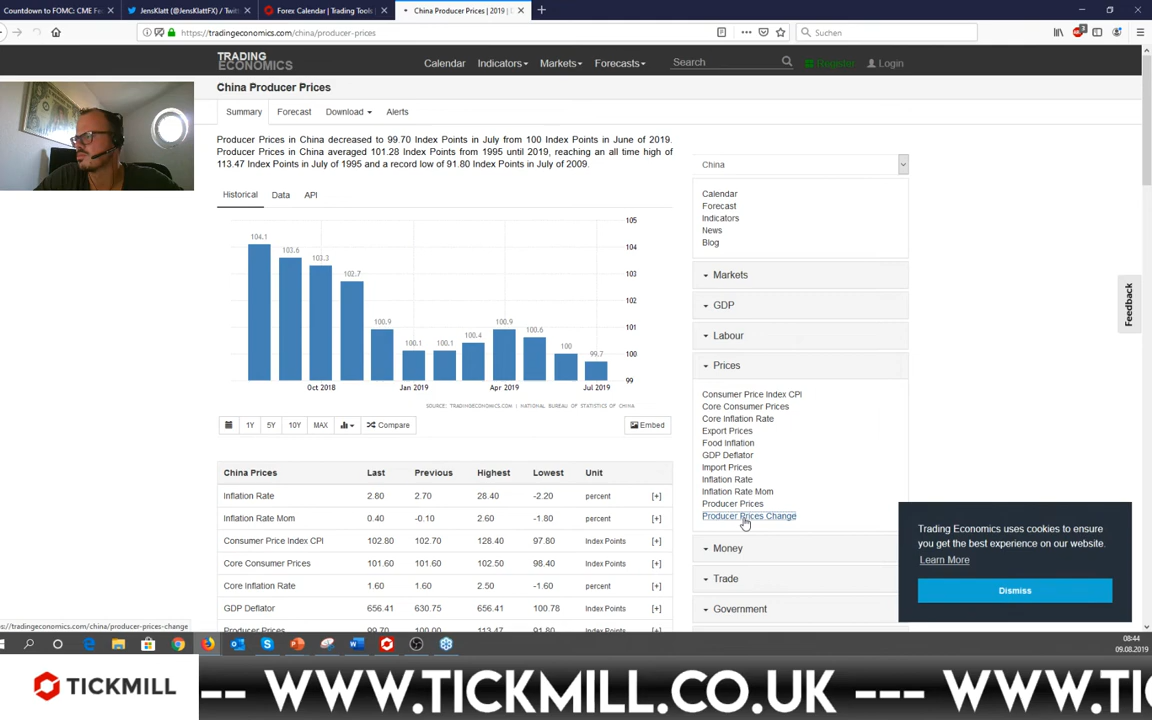 Countdown to FOMC: CME Fe
JensKlatt (@JensKlattFX) / Twitt
Forex Calendar | Trading Tools |
China Producer Prices | 2019 | D
https://tradingeconomics.com/china/producer-prices
Suchen
TRADING
ECONOMICS
Calendar
Indicators
Markets
Forecasts
Search
Register
Login
China Producer Prices
Summary
Forecast
Download
Alerts
Producer Prices in China decreased to 99.70 Index Points in July from 100 Index Points in June of 2019.
Producer Prices in China averaged 101.28 Index Points from 1995 until 2019, reaching an all time high of
113.47 Index Points in July of 1995 and a record low of 91.80 Index Points in July of 2009.
Historical
Data
API
105
104
103
102
101
100
99
104.1
103.6
103.3
102.7
100.9
100.1
100.1
100.4
100.9
100.6
100
99.7
Oct 2018
Jan 2019
Apr 2019
Jul 2019
SOURCE: TRADINGECONOMICS.COM | NATIONAL BUREAU OF STATISTICS OF CHINA
1Y
5Y
10Y
MAX
Compare
Embed
China Prices Last Previous Highest Lowest Unit
Inflation Rate 2.80 2.70 28.40 -2.20 percent [+]
Inflation Rate Mom 0.40 -0.10 2.60 -1.80 percent [+]
Consumer Price Index CPI 102.80 102.70 128.40 97.80 Index Points [+]
Core Consumer Prices 101.60 101.60 102.50 98.40 Index Points [+]
Core Inflation Rate 1.60 1.60 2.50 -1.60 percent [+]
GDP Deflator 656.41 630.75 656.41 100.78 Index Points [+]
Producer Prices 99.70 100.00 113.47 91.80 Index Points [+]
China
Calendar
Forecast
Indicators
News
Blog
Markets
GDP
Labour
Prices
Consumer Price Index CPI
Core Consumer Prices
Core Inflation Rate
Export Prices
Food Inflation
GDP Deflator
Import Prices
Inflation Rate
Inflation Rate Mom
Producer Prices
Producer Prices Change
Money
Trade
Government
Feedback
Trading Economics uses cookies to ensure
you get the best experience on our website.
Learn More
Dismiss
https://tradingeconomics.com/china/producer-prices-change
08:44
09.08.2019
TICKMILL
-- WWW.TICKMILL.CO.UK --- WWW.TI